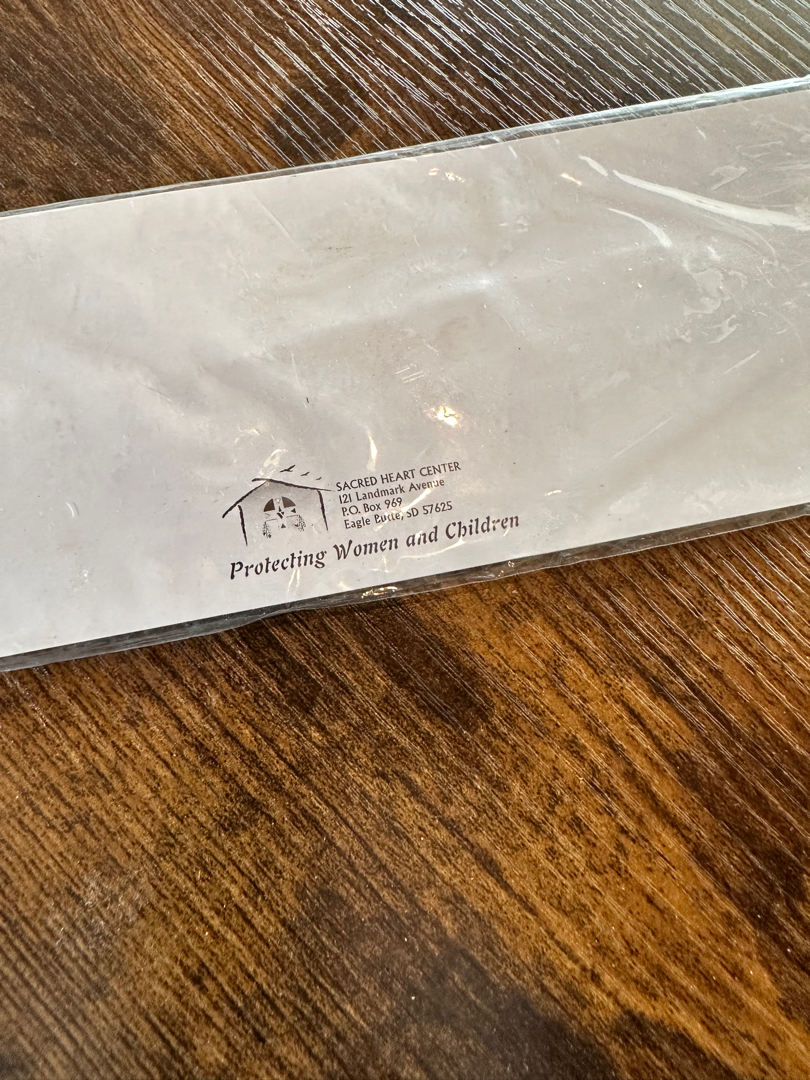 SACRED HEART CENTER
121 Landmark Avenue
P.O. Box 969
Eagle Butte, SD 57625
Protecting Women and Children